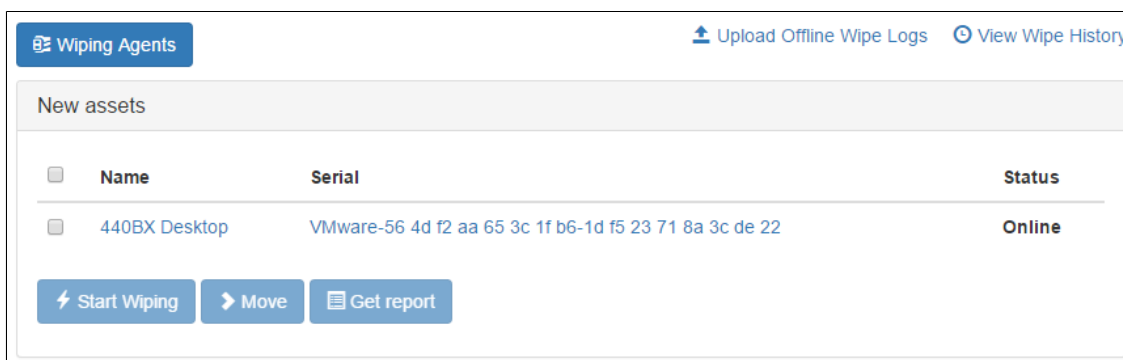 Wiping Agents Upload Offline Wipe Logs View Wipe History
New assets
Name Serial Status
440BX Desktop VMware-56 4d f2 aa 65 3c 1f b6-1d f5 23 71 8a 3c de 22 Online
Start Wiping Move Get report